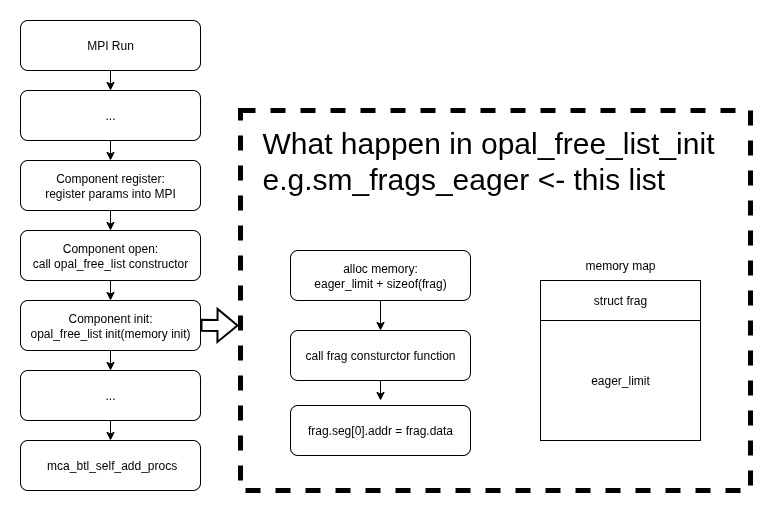 MPI Run
...
Component register:
register params into MPI
Component open:
call opal_free_list constructor
Component init:
opal_free_list init(memory init)
...
mca_btl_self_add_procs
What happen in opal_free_list_init
e.g.sm_frags_eager <- this list
alloc memory:
eager_limit + sizeof(frag)
call frag consturctor function
frag.seg[0].addr = frag.data
memory map
struct frag
eager_limit